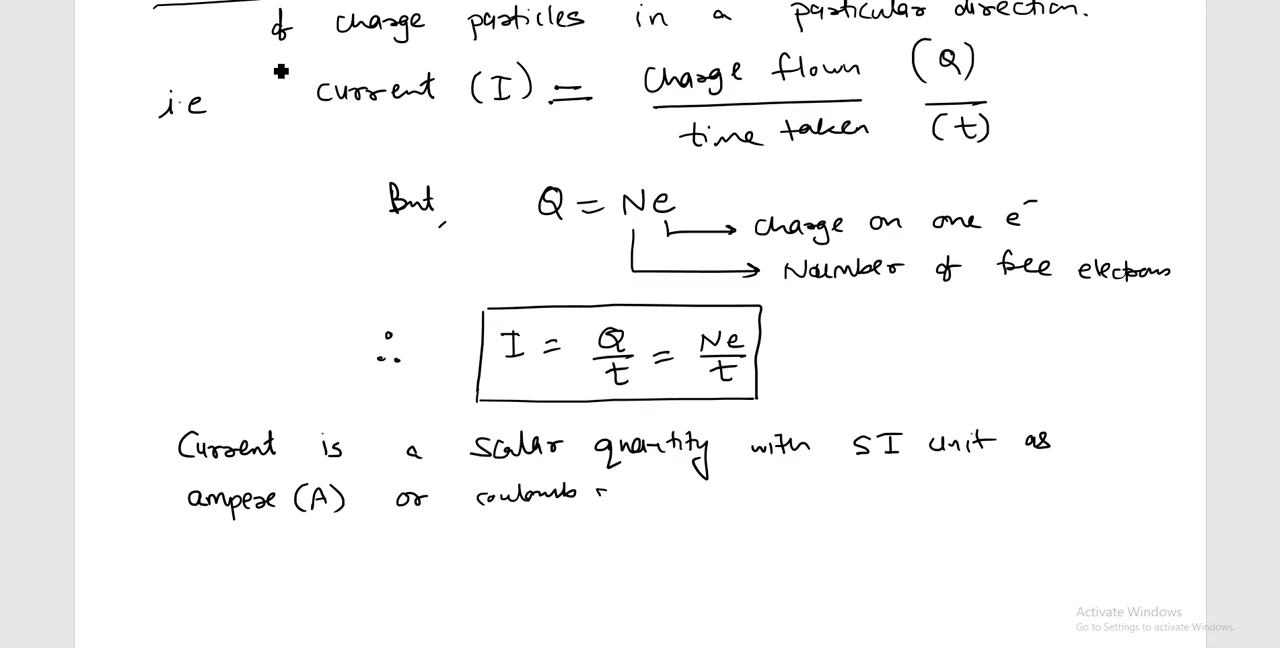 of charge particles in a particular direction.
i.e current (I) = charge flown (Q)
time taken (t)
But, Q = Ne
charge on one e⁻
Number of free electrons
∴ I = Q/t = Ne/t
Current is a scalar quantity with SI unit as
ampere (A) or coulomb
Activate Windows
Go to Settings to activate Windows.